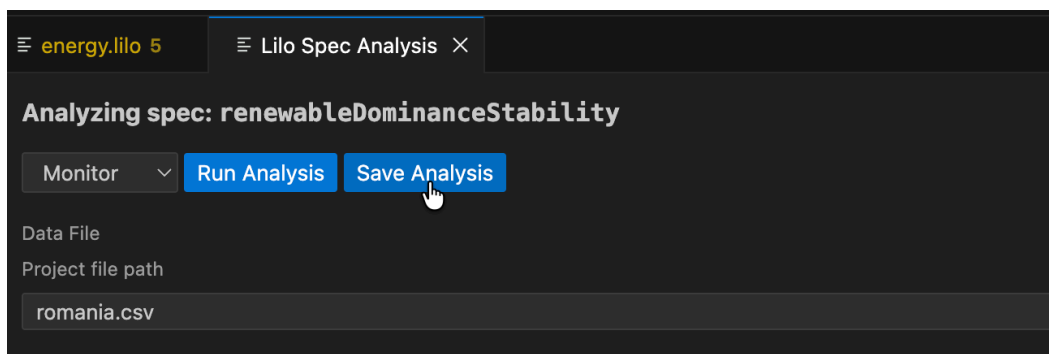 energy.lilo 5 Lilo Spec Analysis
Analyzing spec: renewableDominanceStability
Monitor Run Analysis Save Analysis
Data File
Project file path
romania.csv